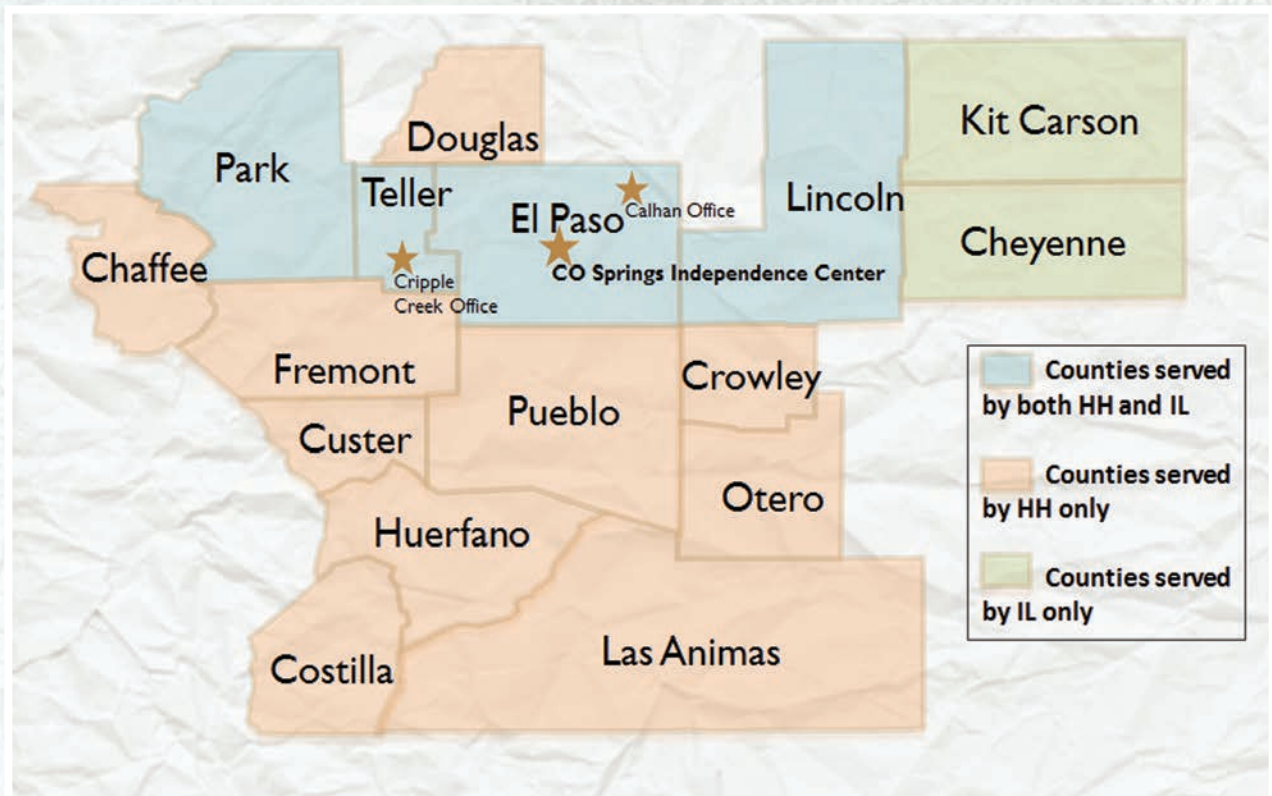 Kit Carson
Douglas
Park
Teller
Lincoln
El Paso
Calhan Office
Cheyenne
Chaffee
CO Springs Independence Center
Cripple
Creek Office
Fremont
Crowley
Pueblo
Custer
Otero
Huerfano
Las Animas
Costilla
Counties served
by both HH and IL
Counties served
by HH only
Counties served
by IL only